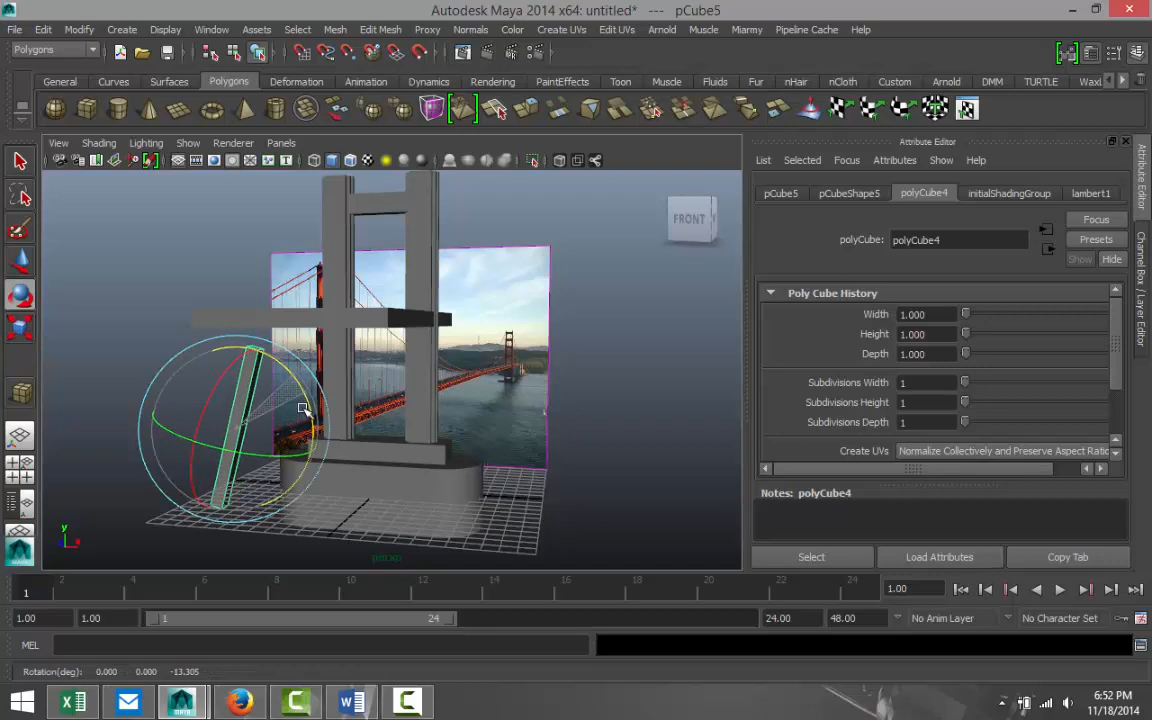 Autodesk Maya 2014 x64: untitled* --- pCube5
File Edit Modify Create Display Window Assets Select Mesh Edit Mesh Proxy Normals Color Create UVs Edit UVs Arnold Muscle Miarmy Pipeline Cache Help
Polygons
General Curves Surfaces Polygons Deformation Animation Dynamics Rendering PaintEffects Toon Muscle Fluids Fur nHair nCloth Custom Arnold DMM TURTLE
View Shading Lighting Show Renderer Panels
Attribute Editor
List Selected Focus Attributes Show Help
pCube5 pCubeShape5 polyCube4 initialShadingGroup lambert1
polyCube: polyCube4
Focus
Presets
Show Hide
FRONT
Poly Cube History
Width 1.000
Height 1.000
Depth 1.000
Subdivisions Width 1
Subdivisions Height 1
Subdivisions Depth 1
Create UVs Normalize Collectively and Preserve Aspect Ratio
Notes: polyCube4
Select Load Attributes Copy Tab
Attribute Editor
Channel Box / Layer Editor
y
x
persp
2 4 6 8 10 12 14 16 18 20 22 24
1
1.00
1.00 1.00 1 24 24.00 48.00 No Anim Layer No Character Set
MEL
Rotation(deg): 0.000 0.000 -13.305
6:52 PM
11/18/2014